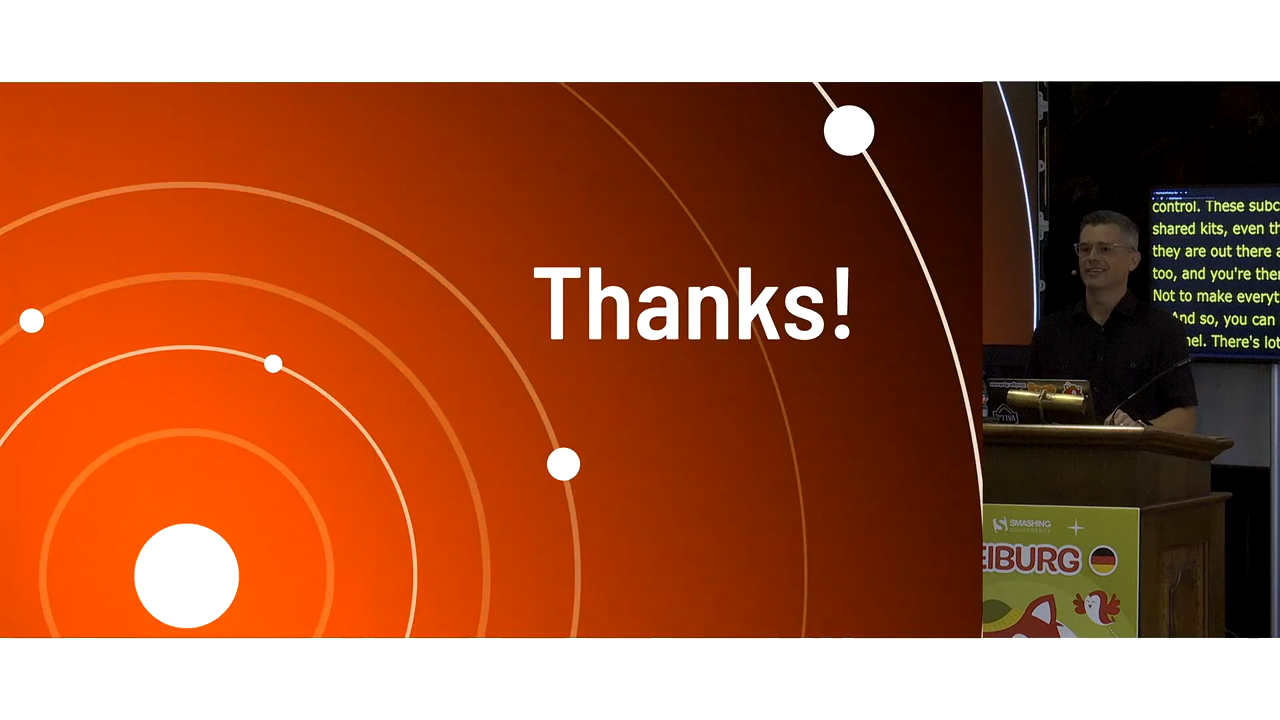 Thanks!
control. These subc
shared kits, even th
they are out there a
too, and you're ther
Not to make everyt
And so, you can
nel. There's lot
SMASHING
CONFERENCE
EIBURG